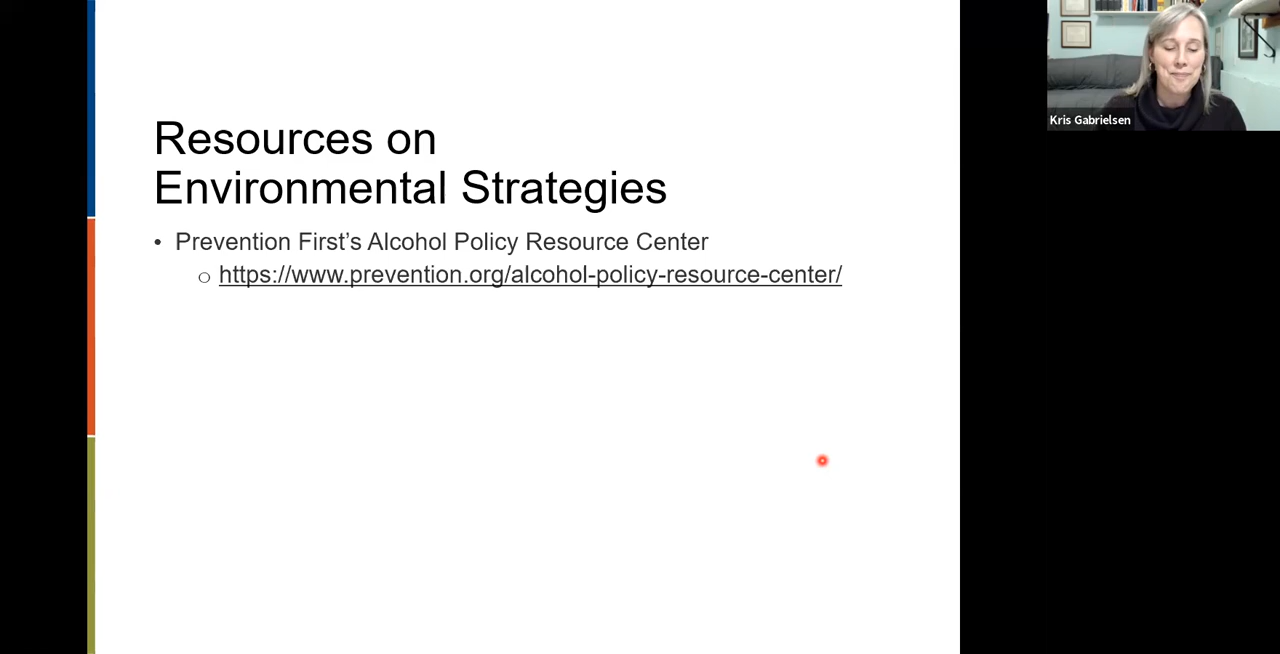 Resources on
Environmental Strategies
• Prevention First’s Alcohol Policy Resource Center
○ https://www.prevention.org/alcohol-policy-resource-center/
Kris Gabrielsen